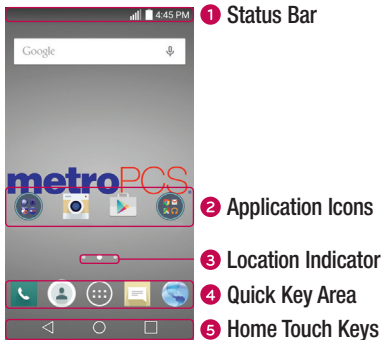 4:45 PM
1 Status Bar
Google
metroPCS.
2 Application Icons
3 Location Indicator
4 Quick Key Area
5 Home Touch Keys